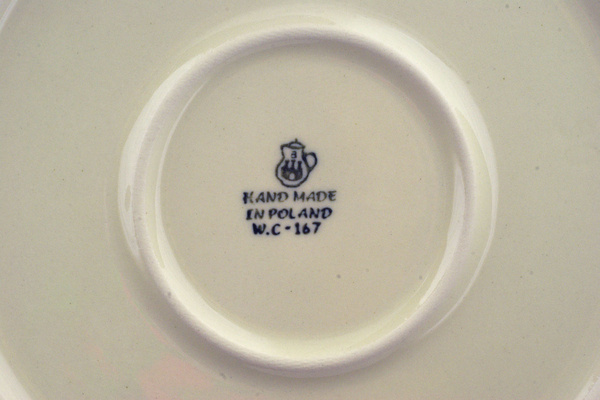 B
HAND MADE
IN POLAND
W.C-167